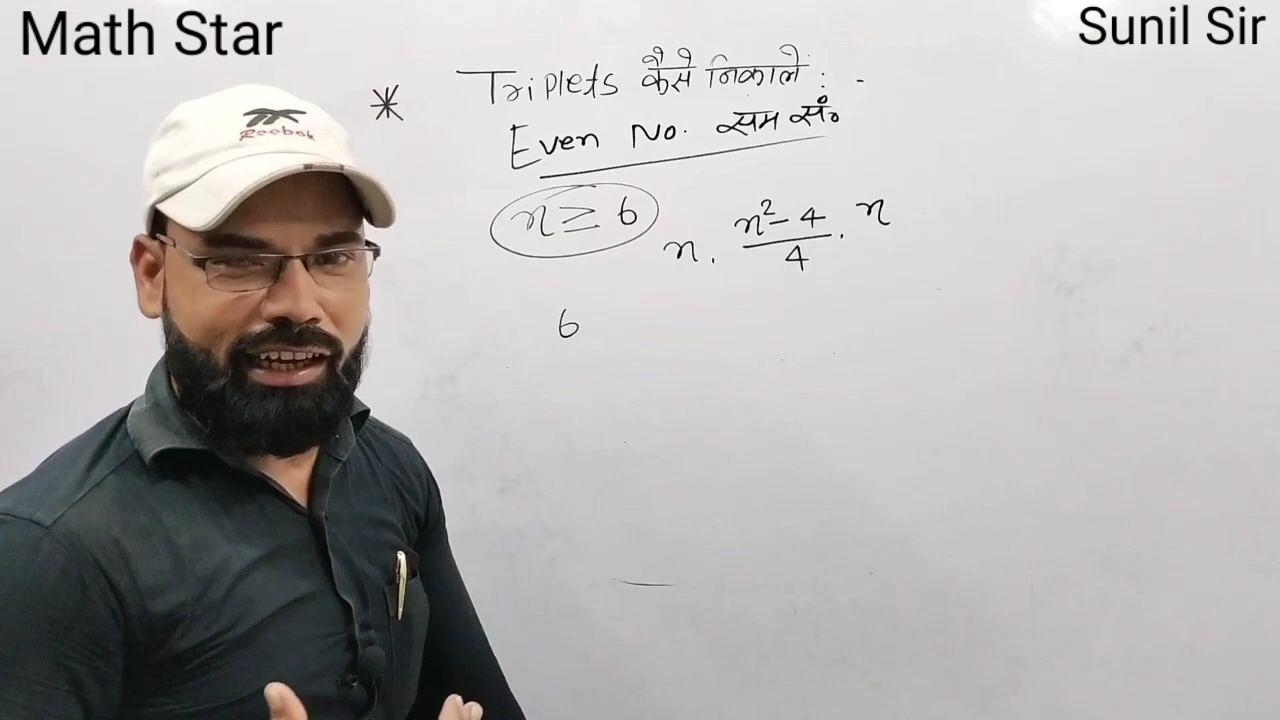 Math Star
Sunil Sir
Reebok
* Triplets कैसे निकाले :-
Even No. सम सं०
n ≥ 6
n. n²-4/4. n
6